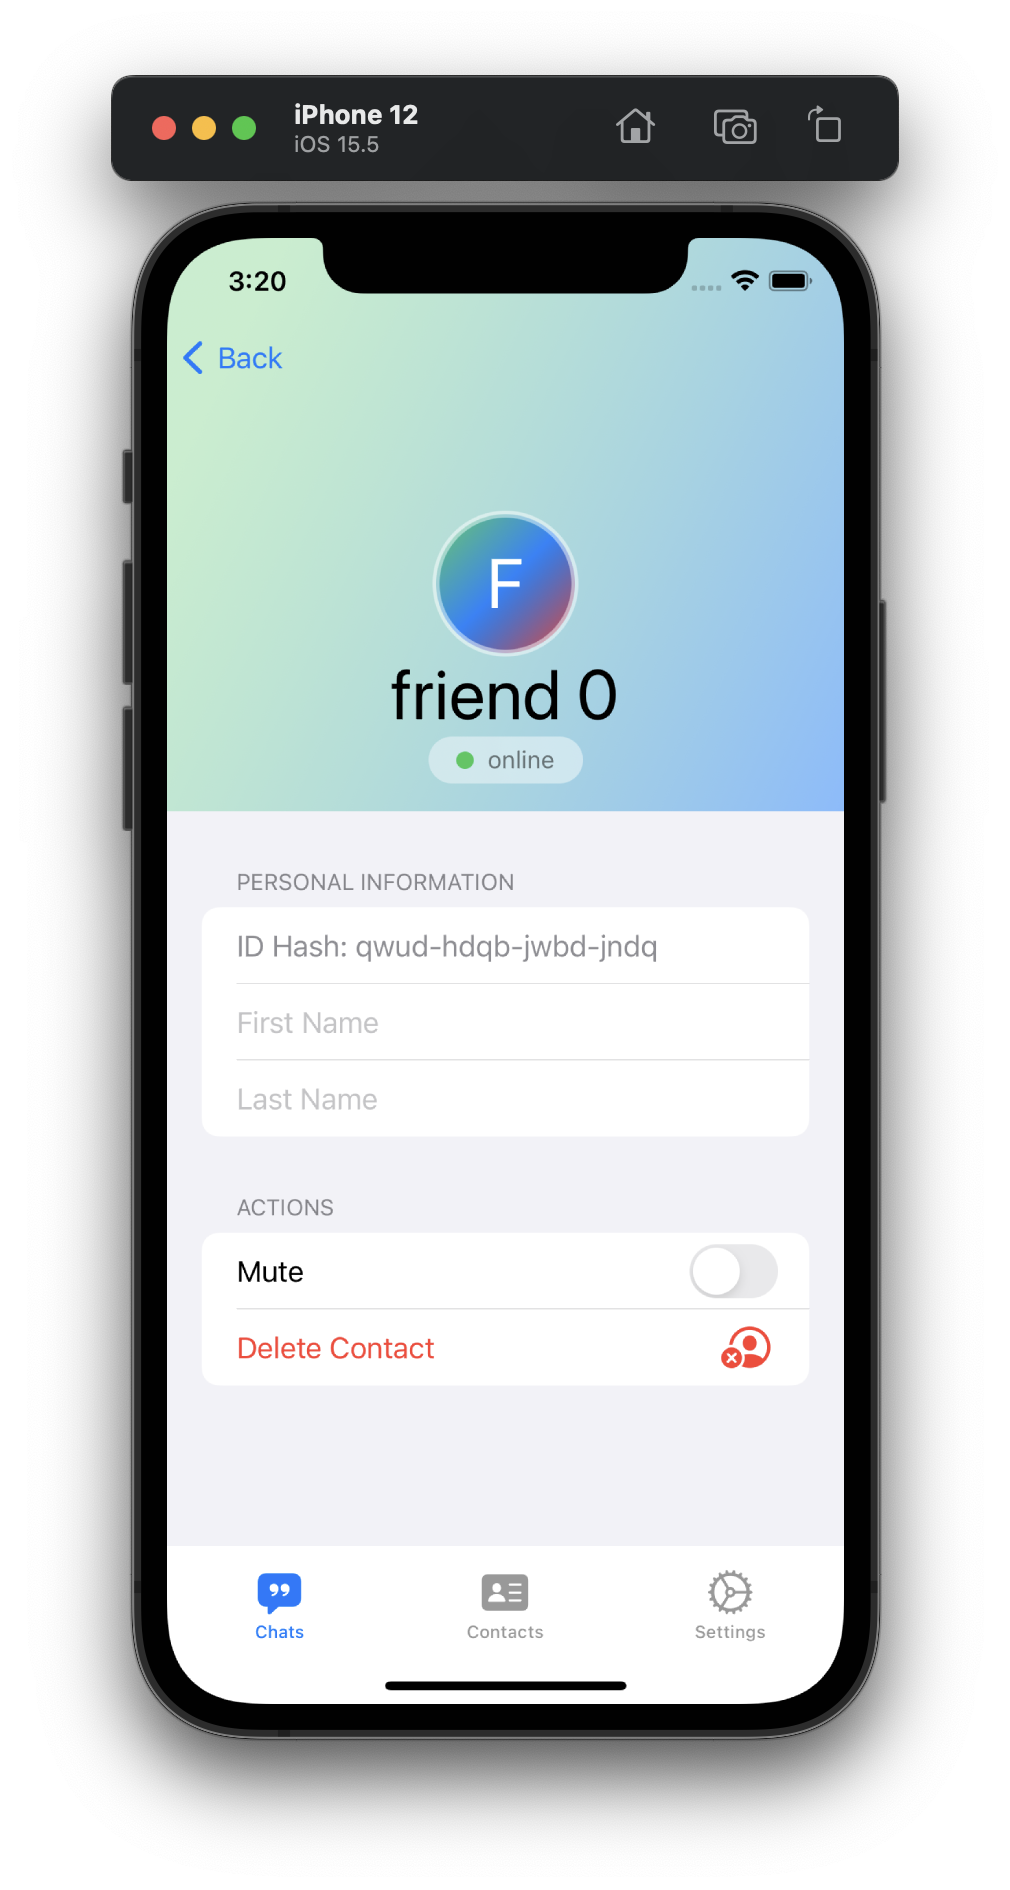 iPhone 12
iOS 15.5
3:20
Back
F
friend 0
online
PERSONAL INFORMATION
ID Hash: qwud-hdqb-jwbd-jndq
First Name
Last Name
ACTIONS
Mute
Delete Contact
Chats
Contacts
Settings